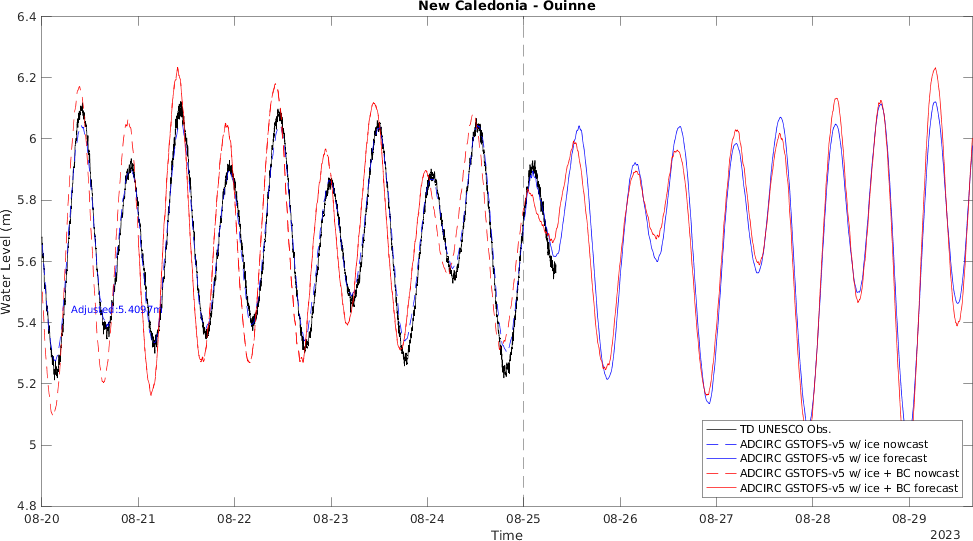 New Caledonia - Ouinne
6.4
6.2
6
5.8
5.6
5.4
5.2
5
4.8
Water Level (m)
Adjusted:5.4097m
TD UNESCO Obs.
ADCIRC GSTOFS-v5 w/ ice nowcast
ADCIRC GSTOFS-v5 w/ ice forecast
ADCIRC GSTOFS-v5 w/ ice + BC nowcast
ADCIRC GSTOFS-v5 w/ ice + BC forecast
08-20 08-21 08-22 08-23 08-24 08-25 08-26 08-27 08-28 08-29
Time
2023